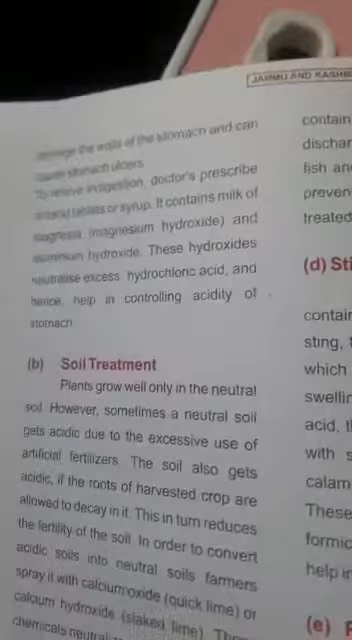 JAMMU AND KASHM
damage the walls of the stomach and can
cause stomach ulcers.
To relieve indigestion, doctor's prescribe
antacid tablets or syrup. It contains milk of
magnesia (magnesium hydroxide) and
aluminium hydroxide. These hydroxides
neutralise excess hydrochloric acid, and
hence, help in controlling acidity of
stomach.
(b) Soil Treatment
Plants grow well only in the neutral
soil. However, sometimes a neutral soil
gets acidic due to the excessive use of
artificial fertilizers. The soil also gets
acidic, if the roots of harvested crop are
allowed to decay in it. This in turn reduces
the fertility of the soil. In order to convert
acidic soils into neutral soils farmers
spray it with calcium oxide (quick lime) or
calcium hydroxide (slaked lime). The
chemicals neutral
contain
dischar
fish an
preven
treated
(d) Sti
contain
sting,
which
swellin
acid, t
with s
calam
These
formic
help in
(e)